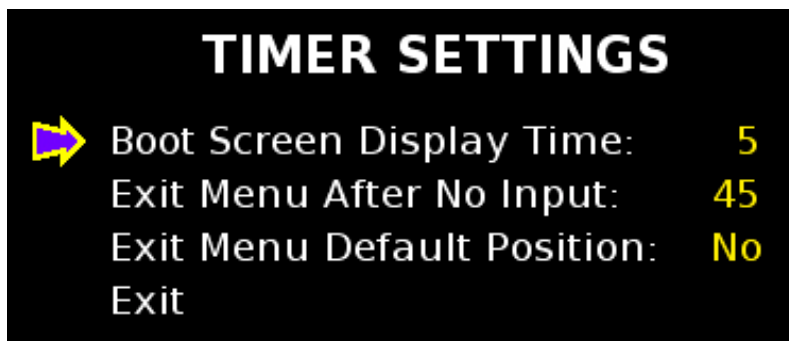 TIMER SETTINGS
Boot Screen Display Time: 5
Exit Menu After No Input: 45
Exit Menu Default Position: No
Exit